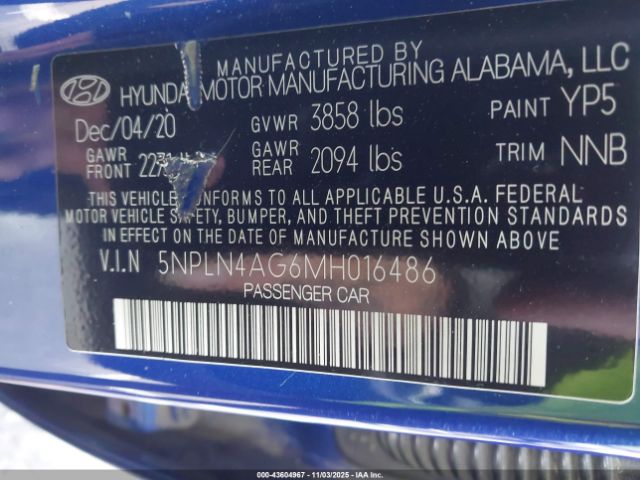 MANUFACTURED BY
HYUNDAI MOTOR MANUFACTURING ALABAMA, LLC
Dec/04/20 GVWR 3858 lbs PAINT YP5
GAWR FRONT GAWR REAR 2094 lbs TRIM NNB
THIS VEHICLE CONFORMS TO ALL APPLICABLE U.S.A. FEDERAL
MOTOR VEHICLE SAFETY, BUMPER, AND THEFT PREVENTION STANDARDS
IN EFFECT ON THE DATE OF MANUFACTURE SHOWN ABOVE
V.I.N 5NPLN4AG6MH016486
PASSENGER CAR
000-43604967 - 11/03/2025 - IAAI.COM